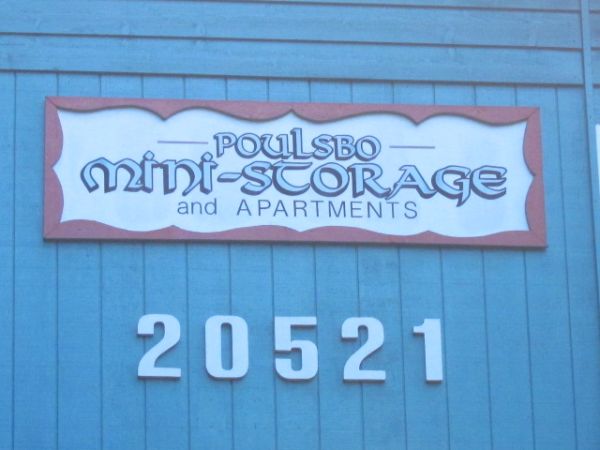 POULSBO
MINI-STORAGE
and APARTMENTS
20521